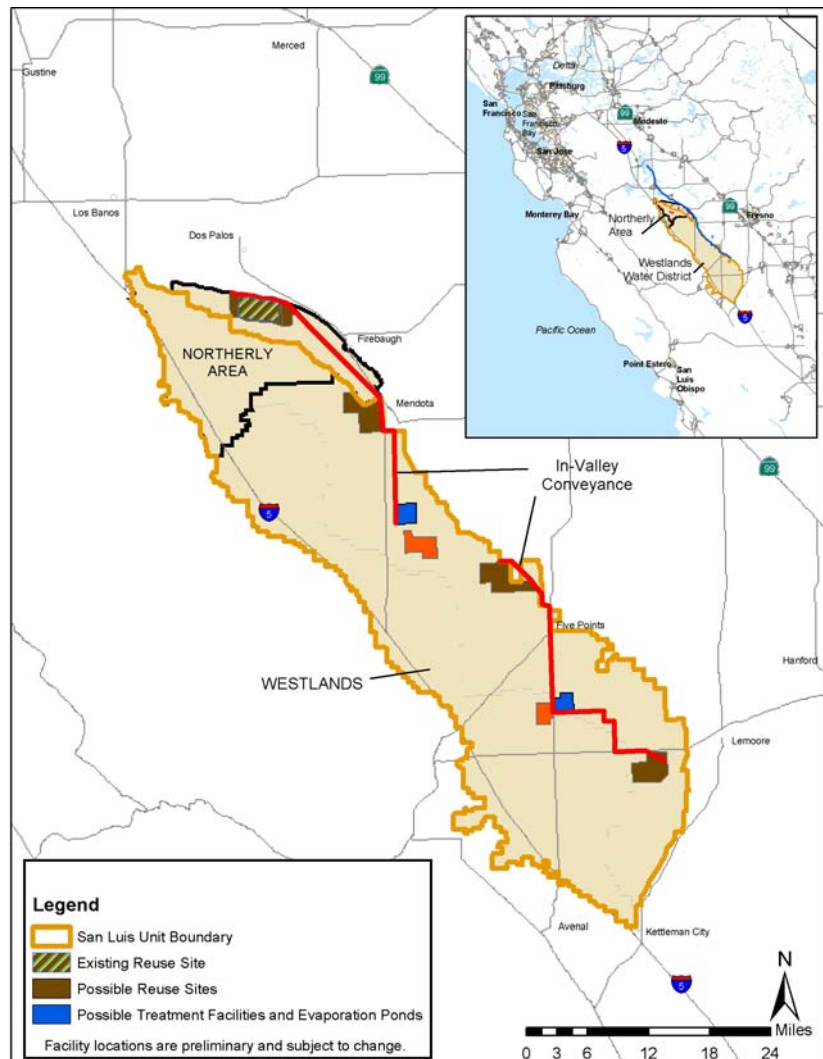 Merced
99
Gustine
Los Banos
Dos Palos
NORTHERLY
AREA
Firebaugh
Mendota
In-Valley
Conveyance
99
5
Five Points
Hanford
WESTLANDS
Lemoore
Avenal
Kettleman City
5
Delta
Pittsburg
San
Francisco
San
Francisco
Bay
99
Modesto
5
San Jose
Monterey Bay
Northerly
Area
99
Fresno
Westlands
Water District
5
Pacific Ocean
Point Estero
San
Luis
Obispo
Legend
San Luis Unit Boundary
Existing Reuse Site
Possible Reuse Sites
Possible Treatment Facilities and Evaporation Ponds
Facility locations are preliminary and subject to change.
N
Miles
0 3 6 12 18 24